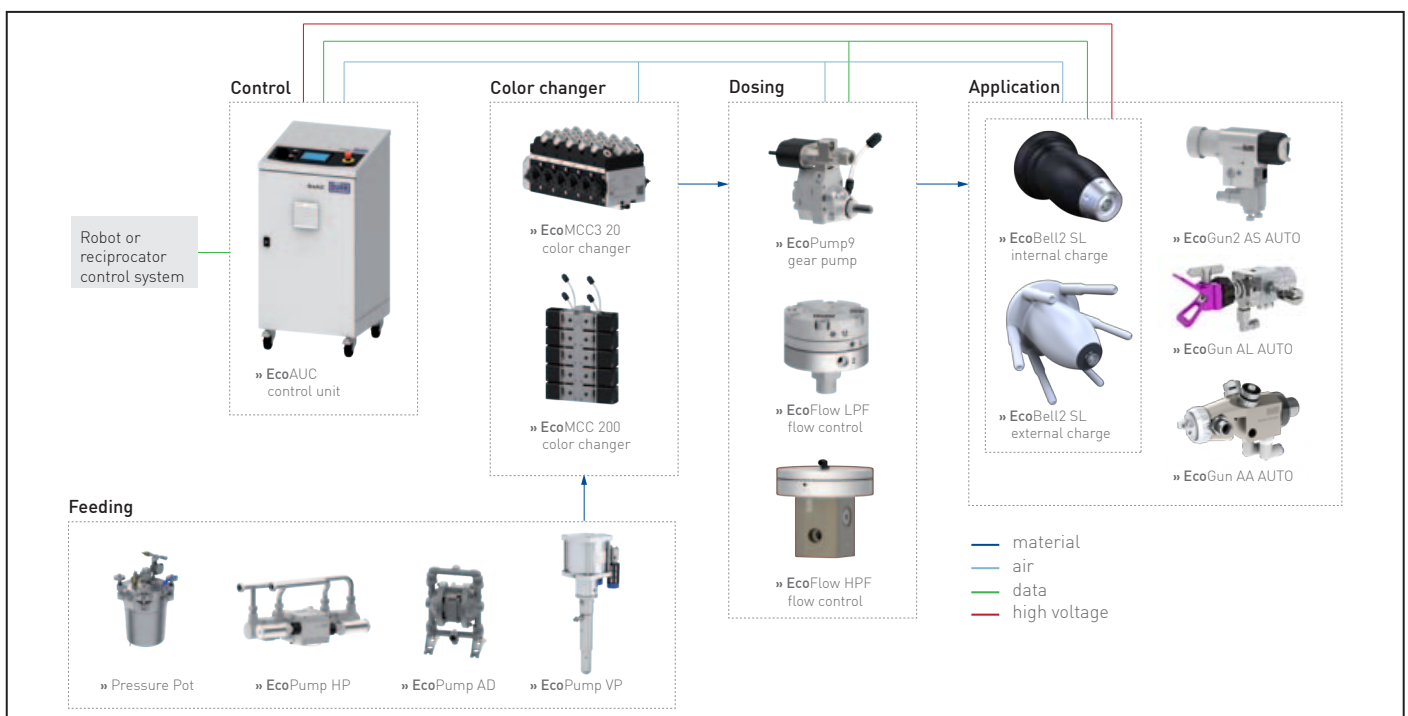 Control
Color changer
Dosing
Application
Robot or
reciprocator
control system
» EcoAUC
control unit
» EcoMCC3 20
color changer
» EcoMCC 200
color changer
» EcoPump9
gear pump
» EcoFlow LPF
flow control
» EcoFlow HPF
flow control
» EcoBell2 SL
internal charge
» EcoBell2 SL
external charge
» EcoGun2 AS AUTO
» EcoGun AL AUTO
» EcoGun AA AUTO
Feeding
» Pressure Pot
» EcoPump HP
» EcoPump AD
» EcoPump VP
material
air
data
high voltage